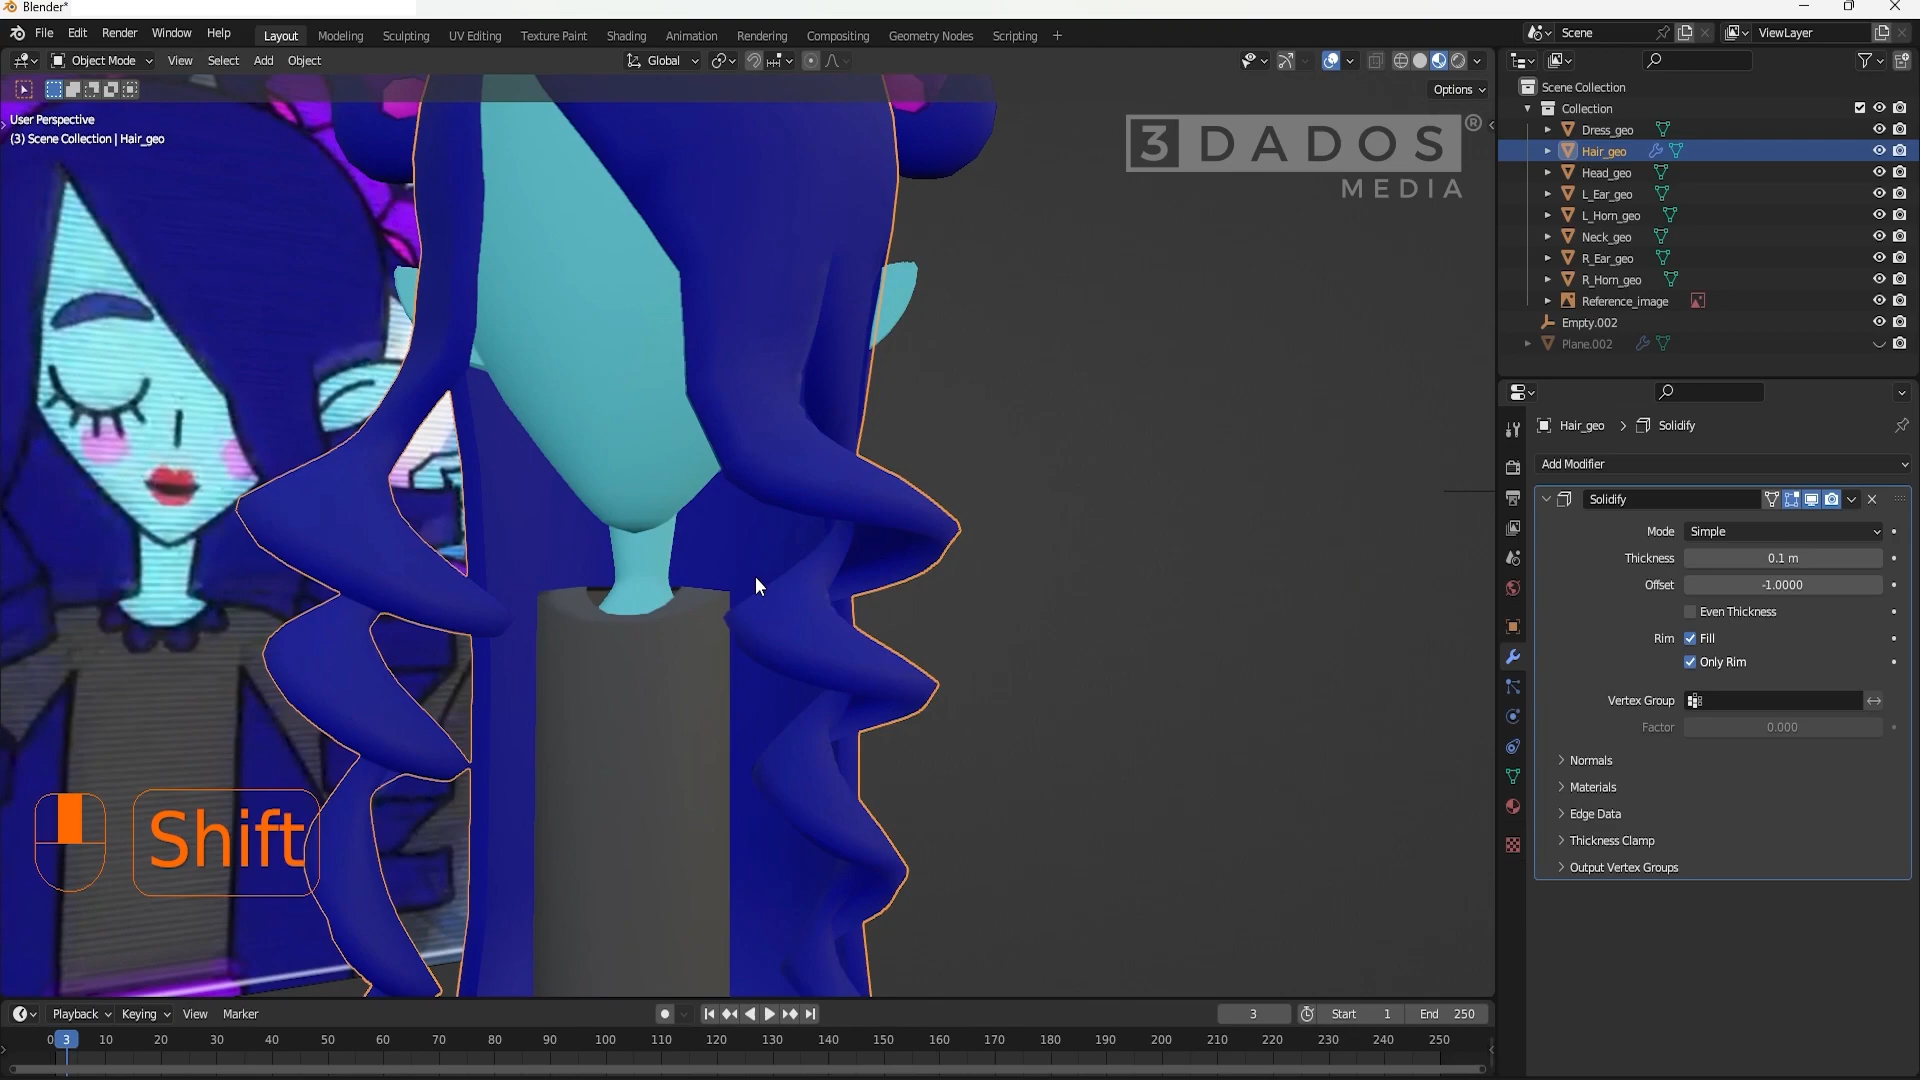 Blender*
File Edit Render Window Help Layout Modeling Sculpting UV Editing Texture Paint Shading Animation Rendering Compositing Geometry Nodes Scripting + Scene ViewLayer
Object Mode View Select Add Object Global
Options
User Perspective
(3) Scene Collection | Hair_geo
3 DADOS ®
MEDIA
Scene Collection
Collection
Dress_geo
Hair_geo
Head_geo
L_Ear_geo
L_Horn_geo
Neck_geo
R_Ear_geo
R_Horn_geo
Reference_image
Empty.002
Plane.002
Hair_geo > Solidify
Add Modifier
Solidify
Mode Simple
Thickness 0.1 m
Offset -1.0000
Even Thickness
Rim Fill
Only Rim
Vertex Group
Factor 0.000
Normals
Materials
Edge Data
Thickness Clamp
Output Vertex Groups
Shift
Playback Keying View Marker 3 Start 1 End 250
0 3 10 20 30 40 50 60 70 80 90 100 110 120 130 140 150 160 170 180 190 200 210 220 230 240 250